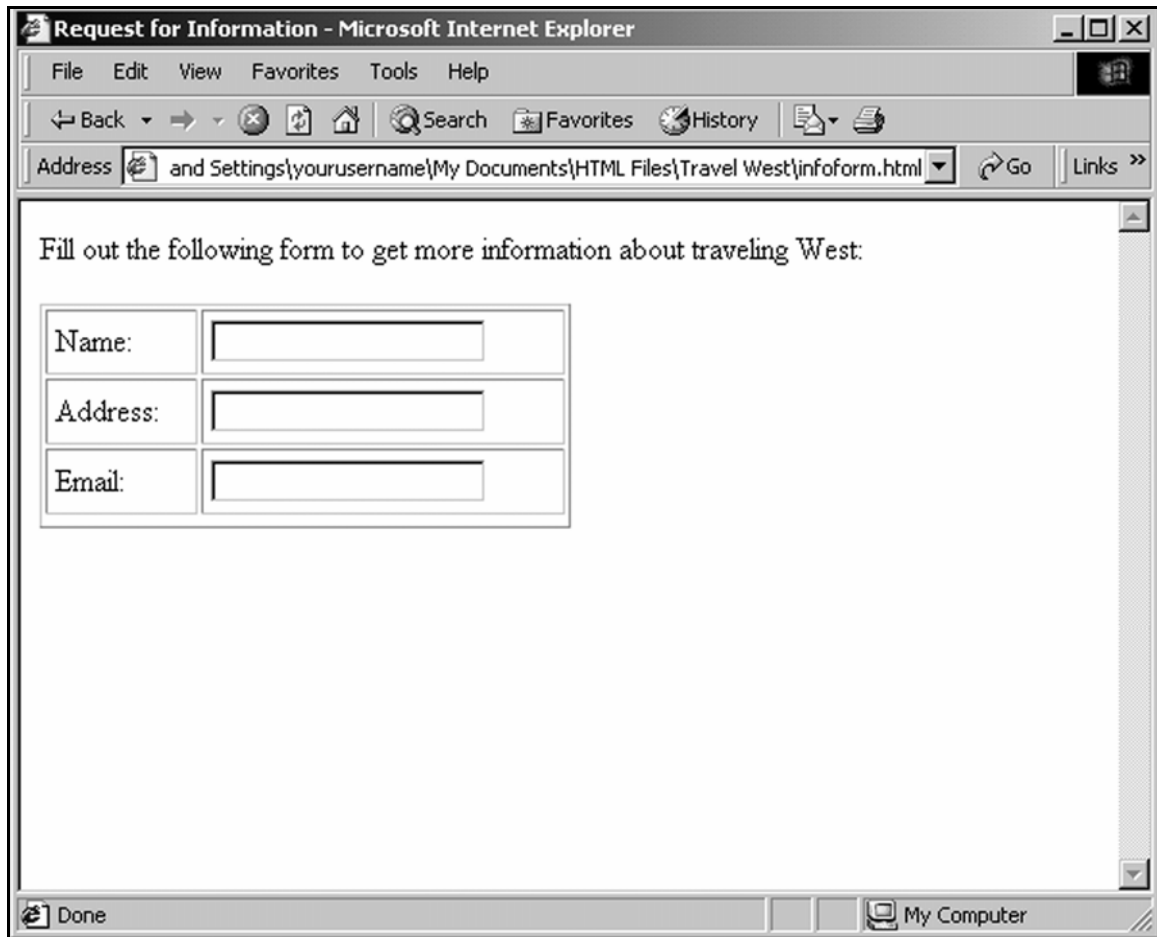 Request for Information - Microsoft Internet Explorer
File Edit View Favorites Tools Help
Back Search Favorites History
Address and Settings\yourusername\My Documents\HTML Files\Travel West\infoform.html Go Links »
Fill out the following form to get more information about traveling West:
Name:
Address:
Email:
Done My Computer